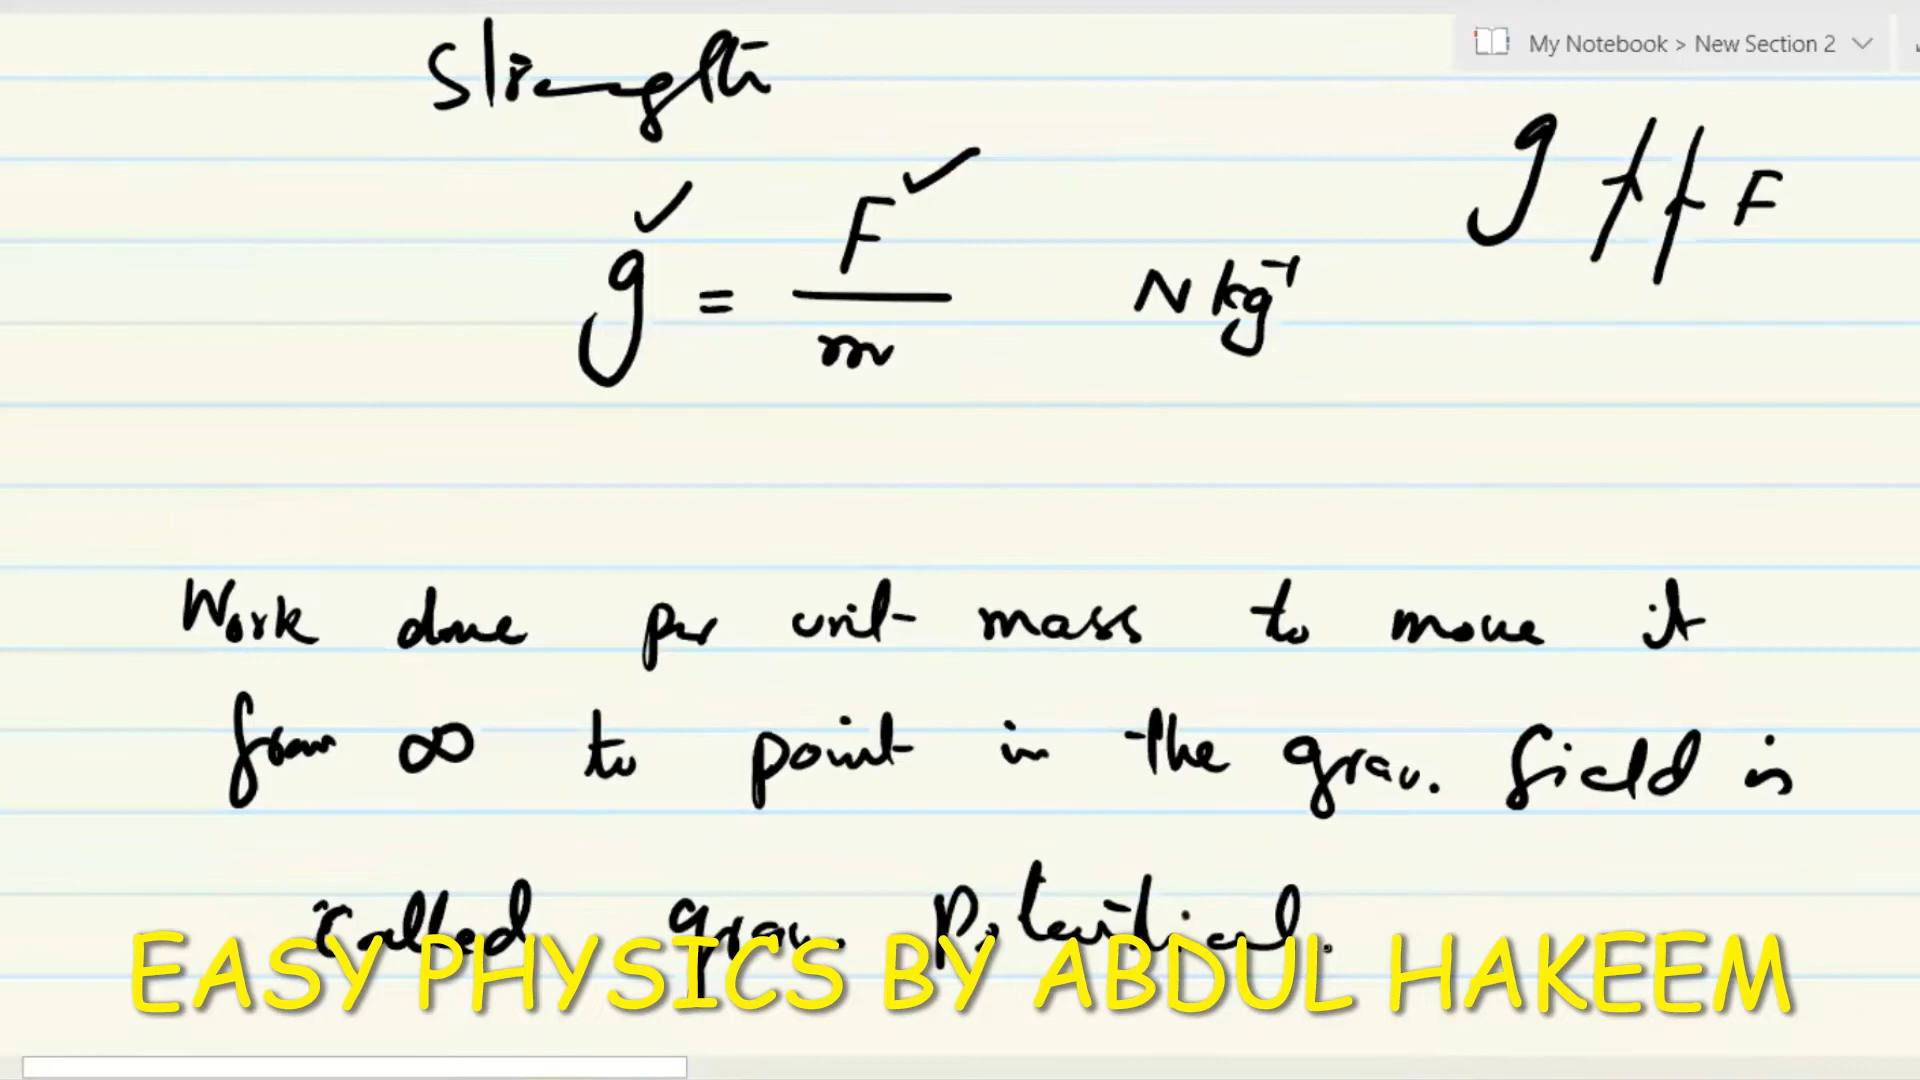 My Notebook > New Section 2
Strength
g = F/m N kg⁻¹
g F
Work done per unit mass to move it
from ∞ to point in the grav. field is
called grav. potential.
EASY PHYSICS BY ABDUL HAKEEM